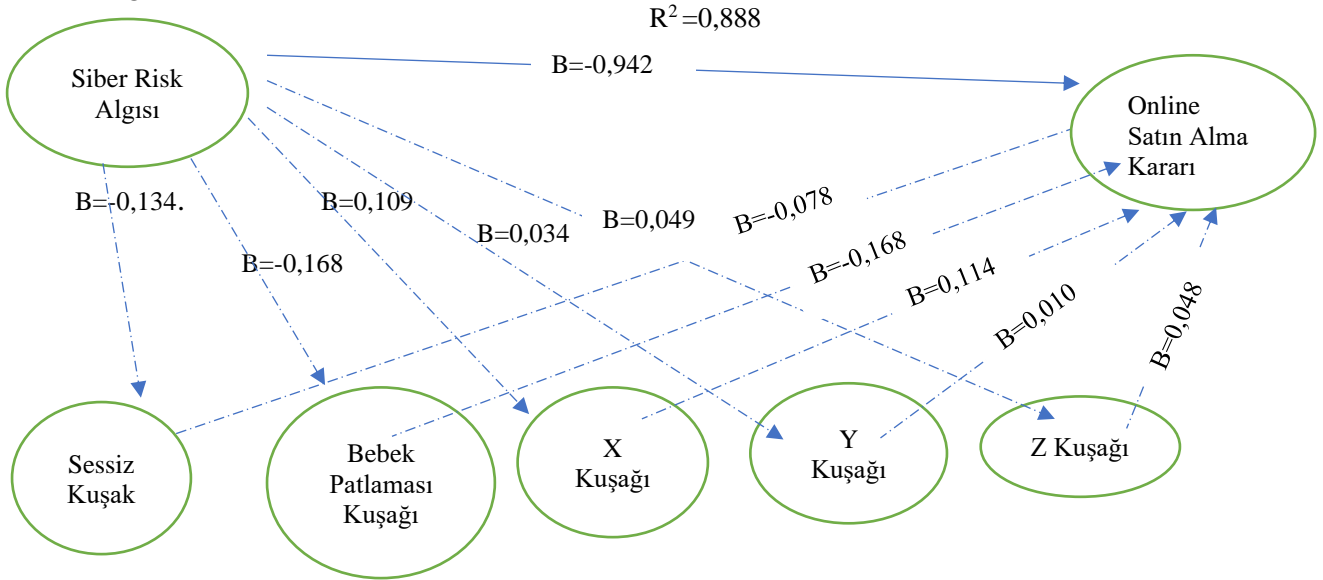 R² =0,888
B=-0,942
Siber Risk
Algısı
Online
Satın Alma
Kararı
B=-0,134.
B=-0,168
B=0,109
B=0,034
B=0,049
B=-0,078
B=-0,168
B=0,114
B=0,010
B=0,048
Sessiz
Kuşak
Bebek
Patlaması
Kuşağı
X
Kuşağı
Y
Kuşağı
Z Kuşağı